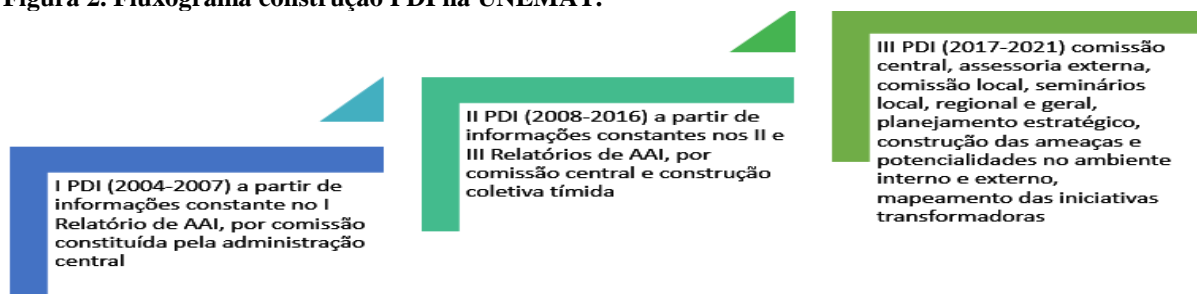 Figura 2. Fluxograma construção PDI na UNEMAT.
I PDI (2004-2007) a partir de
informações constante no I
Relatório de AAI, por comissão
constituída pela administração
central
II PDI (2008-2016) a partir de
informações constantes nos II e
III Relatórios de AAI, por
comissão central e construção
coletiva tímida
III PDI (2017-2021) comissão
central, assessoria externa,
comissão local, seminários
local, regional e geral,
planejamento estratégico,
construção das ameaças e
potencialidades no ambiente
interno e externo,
mapeamento das iniciativas
transformadoras